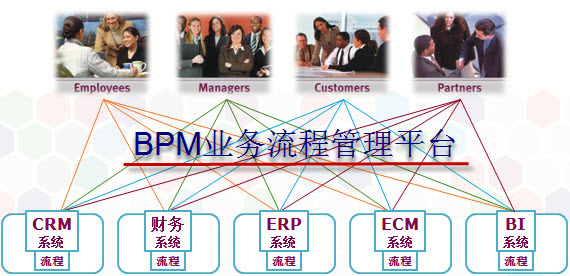 Employees
Managers
Customers
Partners
BPM业务流程管理平台
CRM
系统
流程
财务
系统
流程
ERP
系统
流程
ECM
系统
流程
BI
系统
流程